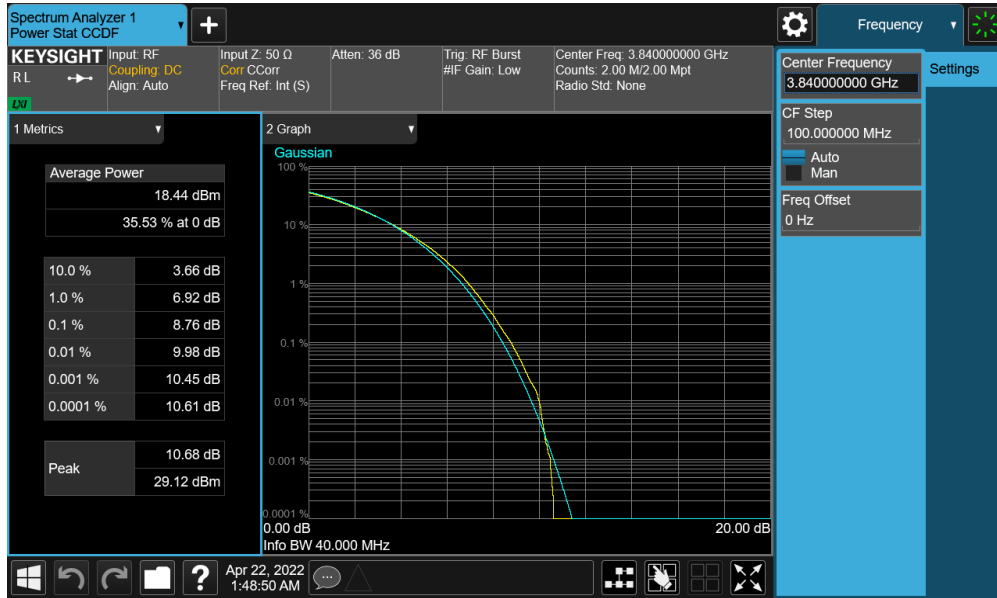 Spectrum Analyzer 1
Power Stat CCDF
+
Frequency
KEYSIGHT
R L
LXI
Input: RF
Coupling: DC
Align: Auto
Input Z: 50 Ω
Corr CCorr
Freq Ref: Int (S)
Atten: 36 dB
Trig: RF Burst
#IF Gain: Low
Center Freq: 3.840000000 GHz
Counts: 2.00 M/2.00 Mpt
Radio Std: None
Center Frequency
3.840000000 GHz
Settings
CF Step
100.000000 MHz
Auto
Man
Freq Offset
0 Hz
1 Metrics
Average Power
18.44 dBm
35.53 % at 0 dB
10.0 % 3.66 dB
1.0 % 6.92 dB
0.1 % 8.76 dB
0.01 % 9.98 dB
0.001 % 10.45 dB
0.0001 % 10.61 dB
Peak
10.68 dB
29.12 dBm
2 Graph
Gaussian
100 %
10 %
1 %
0.1 %
0.01 %
0.001 %
0.0001 %
0.00 dB 20.00 dB
Info BW 40.000 MHz
?
Apr 22, 2022
1:48:50 AM